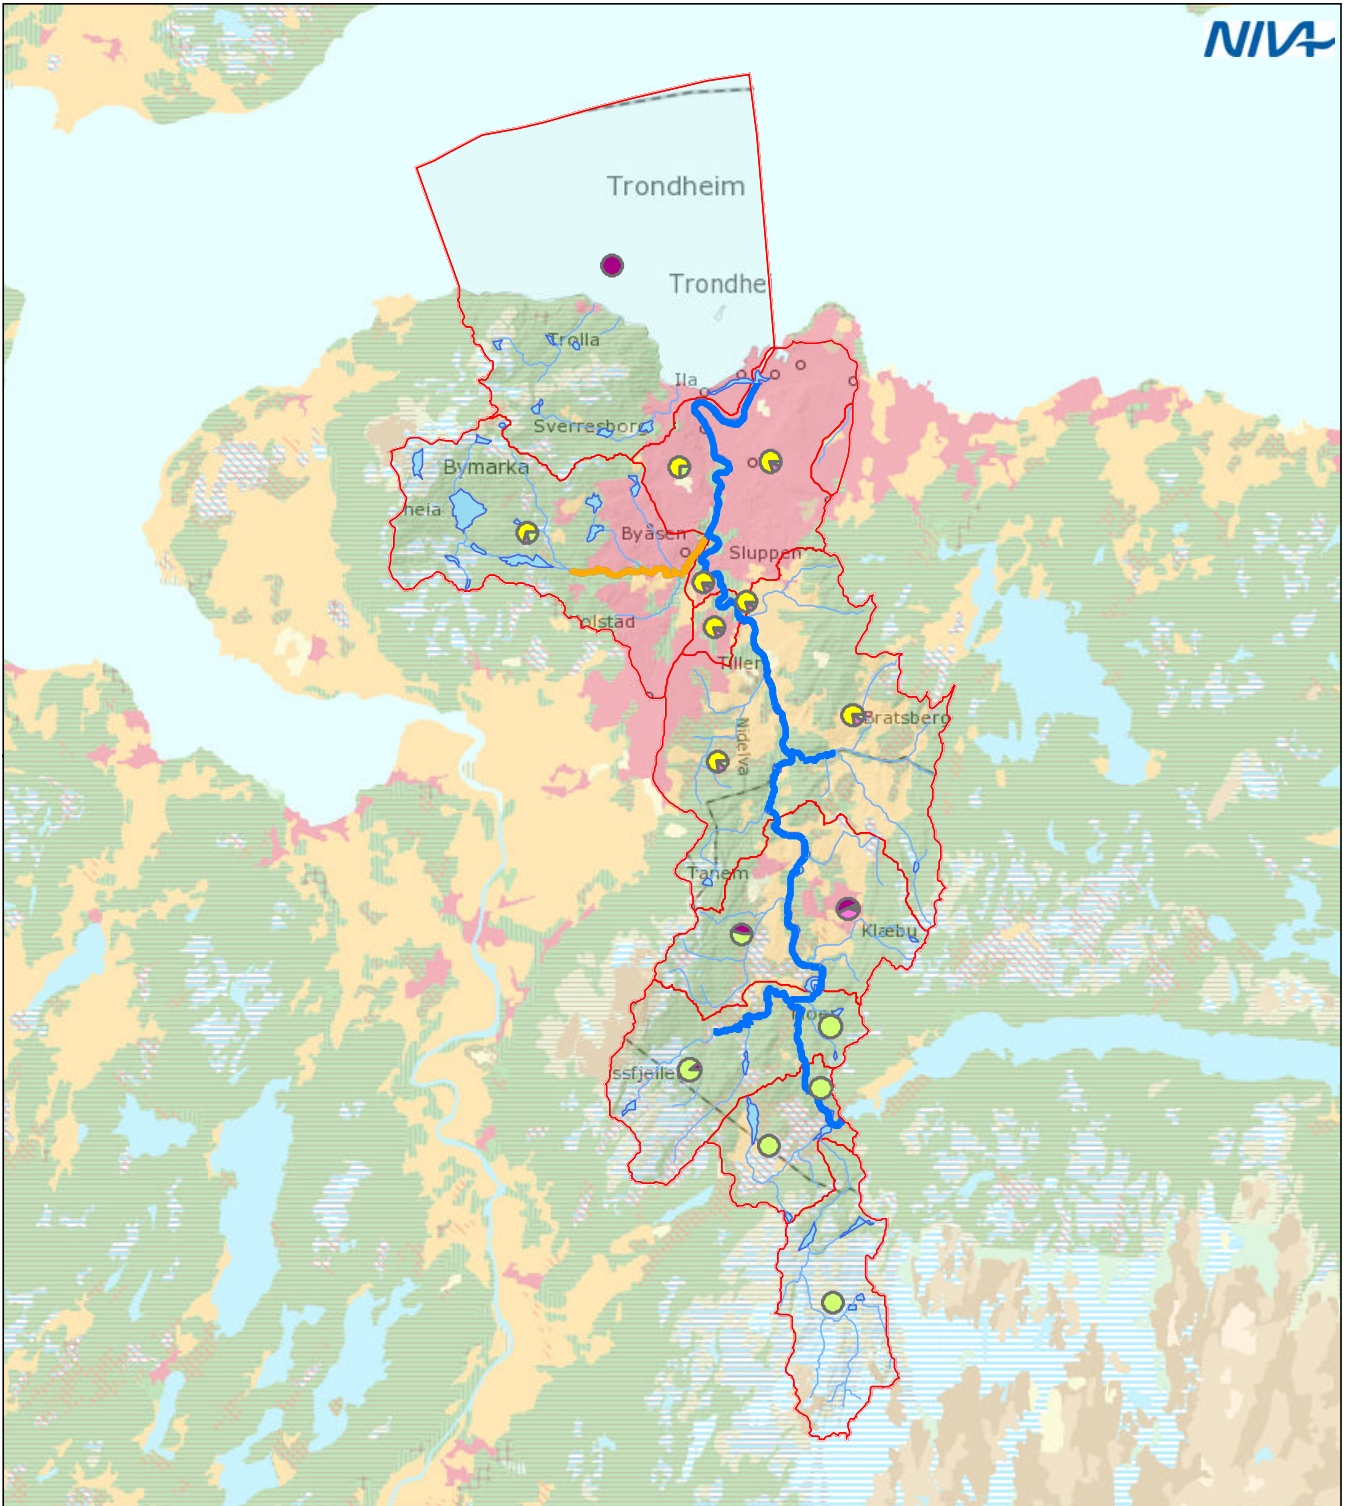 NIVA
Trondheim
Trondhe
Trolla
Ila
Sverresborg
Bymarka
heia
Byåsen
Sluppen
olstad
Tiller
Bratsberg
Nidelva
Tanem
Klæbu
ssfjellet